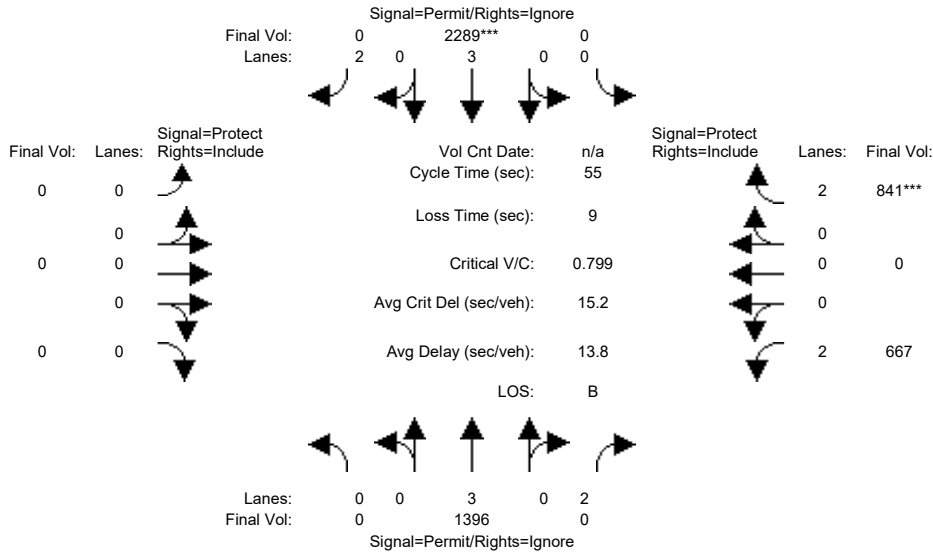 Signal=Permit/Rights=Ignore
Final Vol: 0 2289*** 0
Lanes: 2 0 3 0 0
Signal=Protect Signal=Protect
Final Vol: Lanes: Rights=Include Vol Cnt Date: n/a Rights=Include Lanes: Final Vol:
Cycle Time (sec): 55
0 0 2 841***
Loss Time (sec): 9
0 0
0 0 Critical V/C: 0.799 0 0
0 Avg Crit Del (sec/veh): 15.2 0
0 0 Avg Delay (sec/veh): 13.8 2 667
LOS: B
Lanes: 0 0 3 0 2
Final Vol: 0 1396 0
Signal=Permit/Rights=Ignore